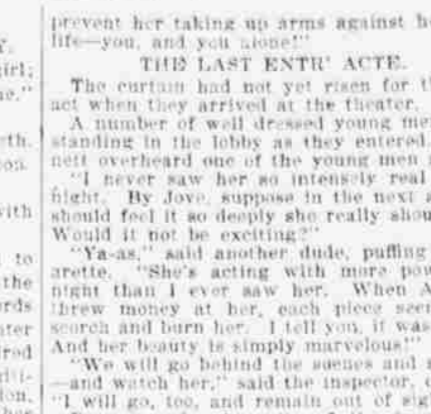 girl;
with
to
the
prevent her taking up arms against
life—you, and you alone!"
THE LAST ENTR' ACTE.
The curtain had not yet risen for
act when they arrived at the theater.
A number of well dressed young
standing in the lobby as they entered.
nett overheard one of the young men
"I never saw her so intensely real
night. By Jove, suppose in the next
should feel it so deeply she really
Would it not be exciting?"
"Ya-as," said another dude, puffing
arette. "She's acting with more
night than I ever saw her. When
threw money at her, each piece
scorch and burn her. I tell you, it was
And her beauty is simply marvelous!"
"We will go behind the scenes and
—and watch her," said the inspector,
"I will go, too, and remain out of